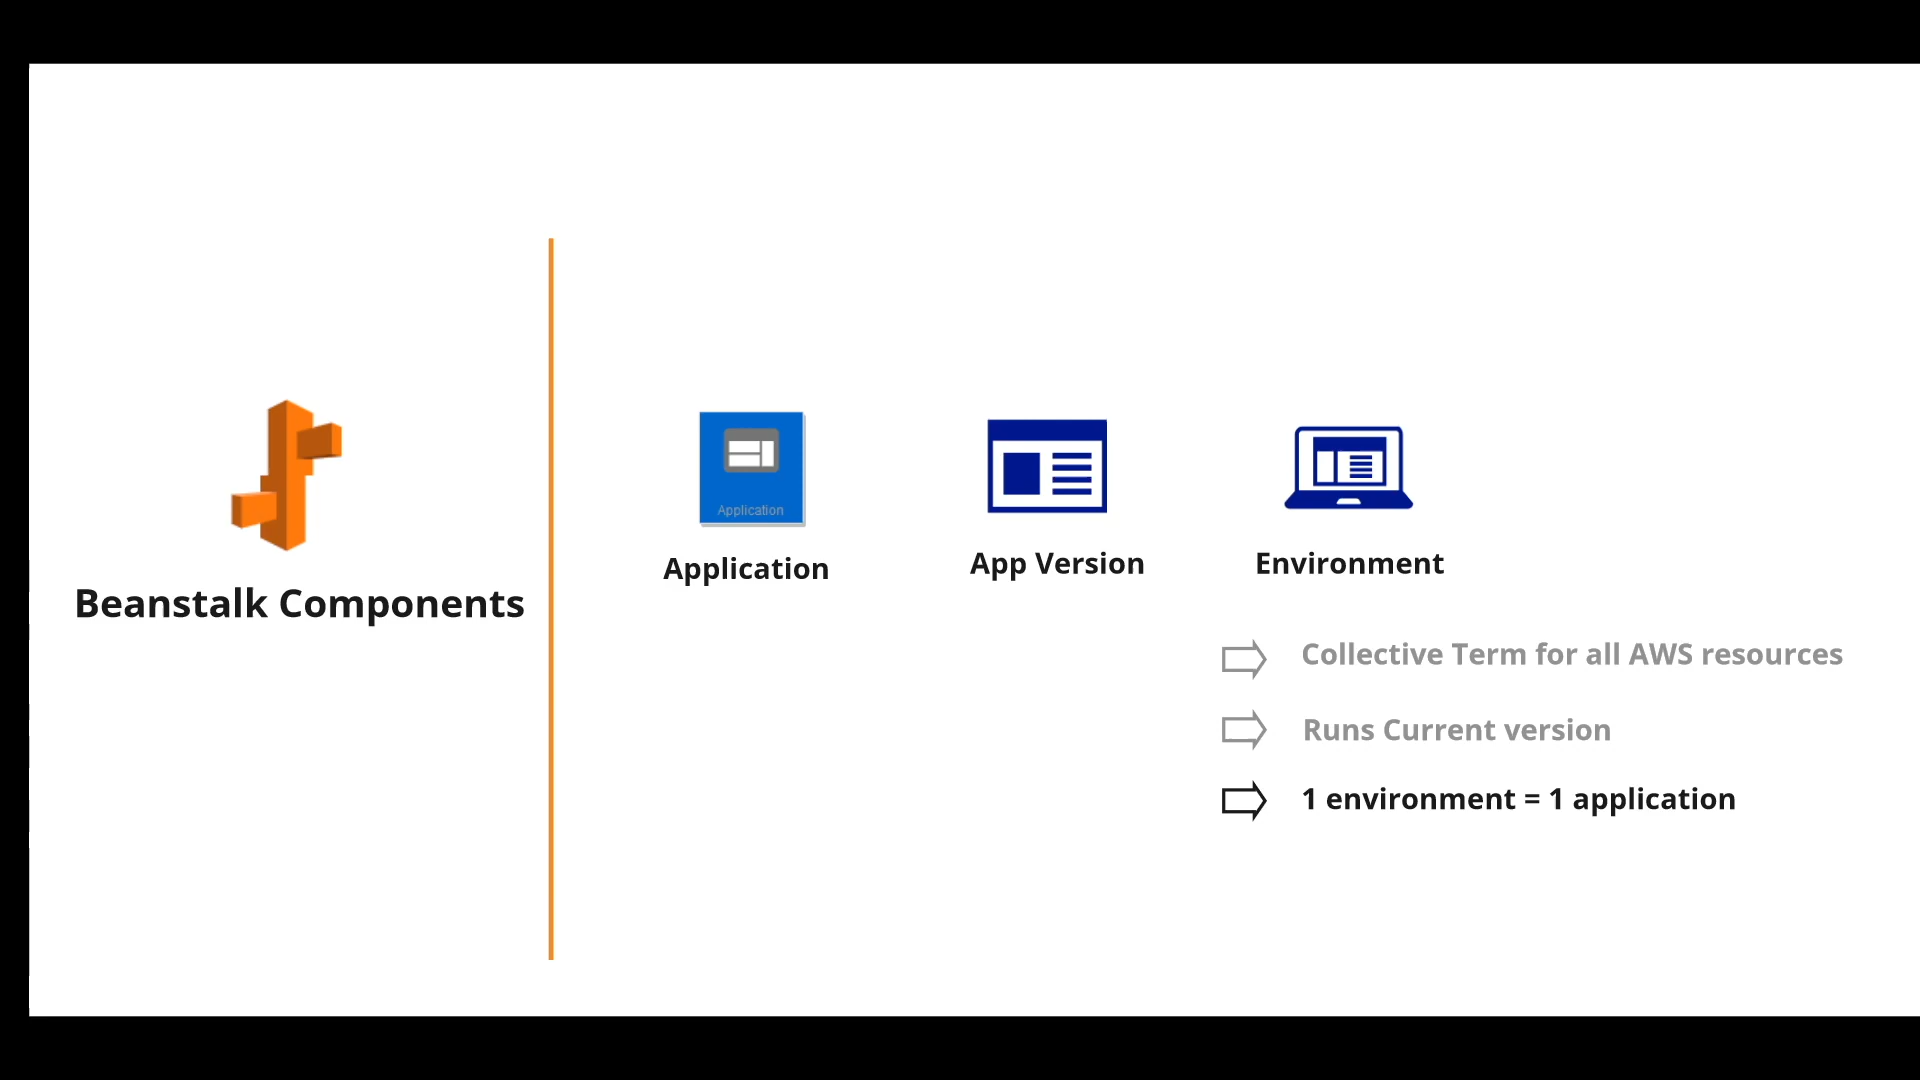 Beanstalk Components
Application
Application
App Version
Environment
Collective Term for all AWS resources
Runs Current version
1 environment = 1 application